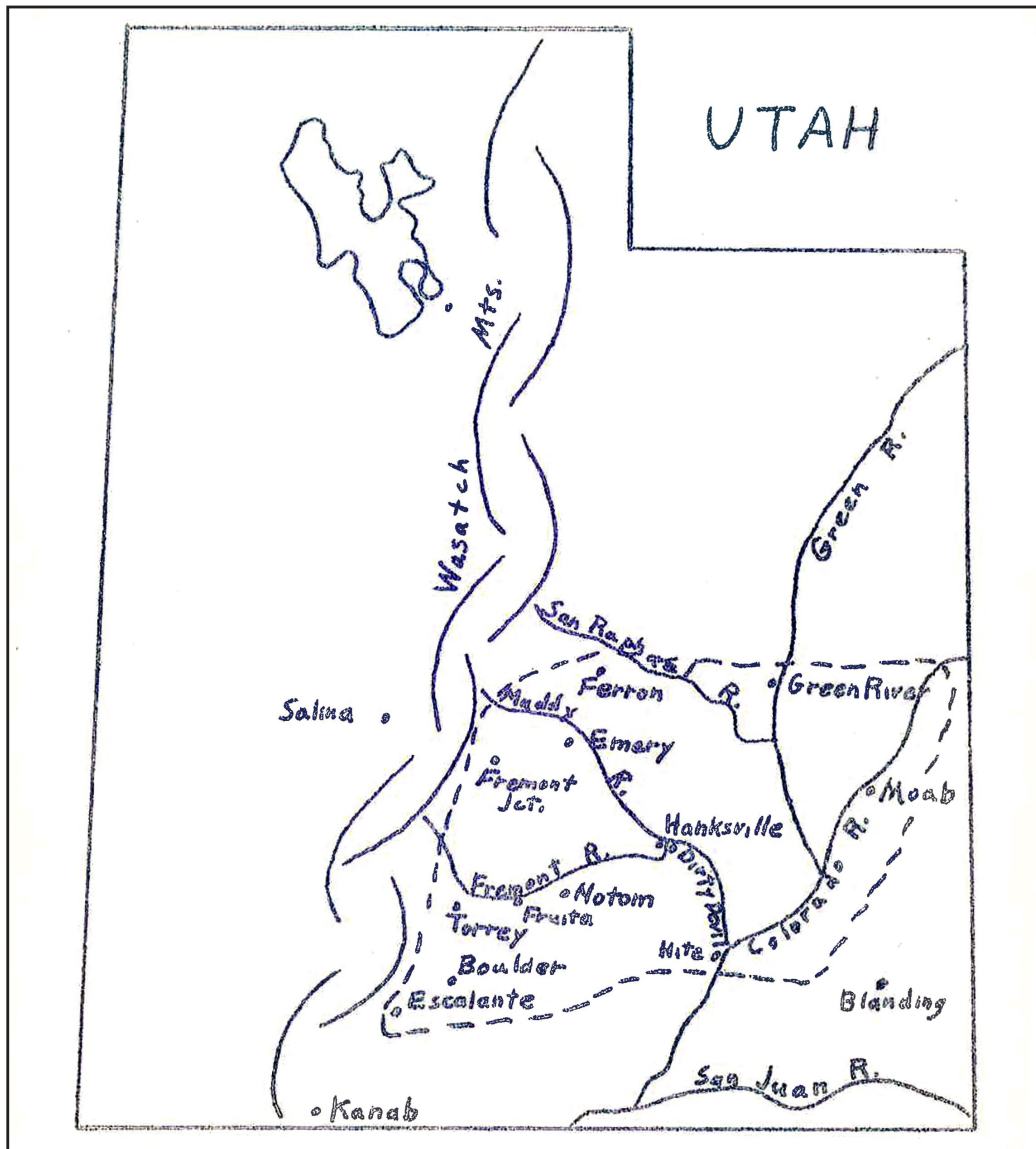 UTAH
Mts.
Wasatch
Green R.
San Raphael R.
Ferron
Green River
Salina
Muddy R.
Emery
Fremont
Jct.
Moab
Hanksville
Dirty Devil
Colorado R.
Fremont R.
Notom
Fruita
Torrey
Hite
Boulder
Escalante
Blanding
San Juan R.
Kanab